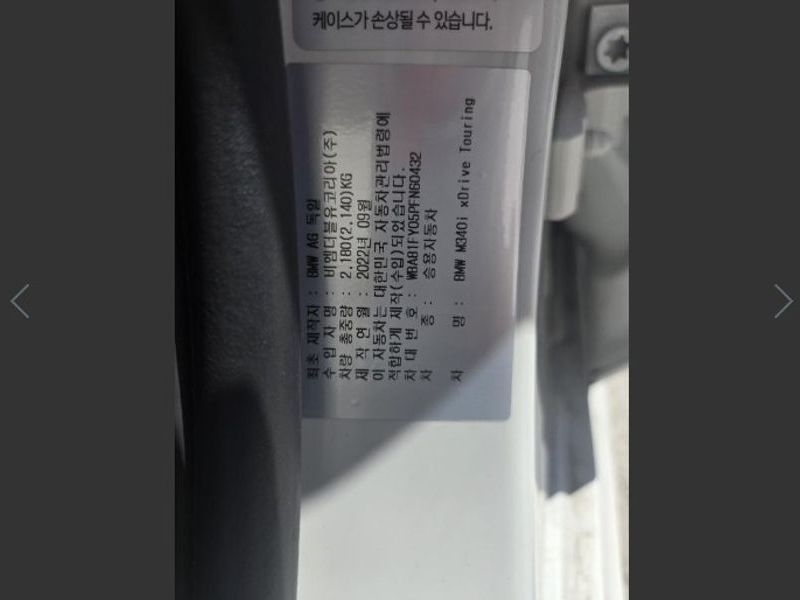 케이스가 손상될 수 있습니다.
최초 제작자 : BMW AG 독일
수 입 자 명 : 비엠더블유코리아(주)
차량 총중량 : 2,180(2,140)KG
제 작 연 월 : 2022년 09월
이 자동차는 대한민국 자동차관리법령에
적합하게 제작(수입)되었습니다.
차 대 번 호 : WBA81FY05PFN60432
차 종 : 승용자동차
차 명 : BMW M340i xDrive Touring